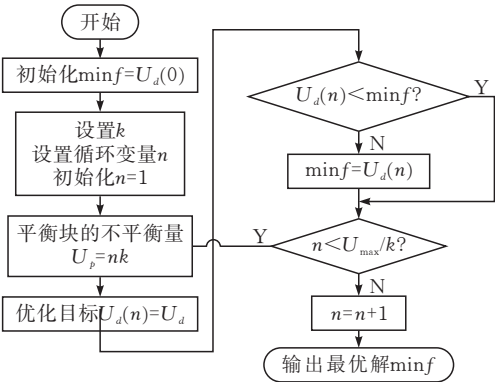 开始
初始化minf=U_d(0)
设置k
设置循环变量n
初始化n=1
平衡块的不平衡量
U_p=nk
优化目标U_d(n)=U_d
U_d(n)<minf?
Y
N
minf=U_d(n)
Y
n<U_max/k?
N
n=n+1
输出最优解minf